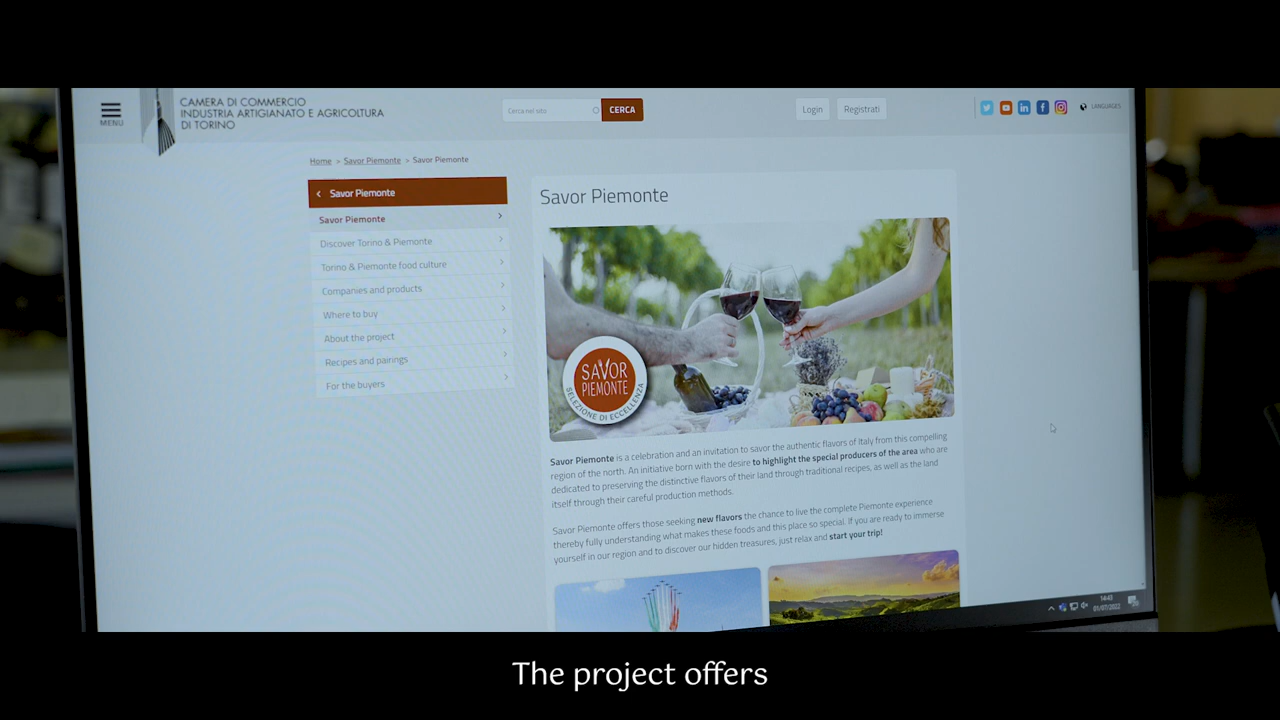 CAMERA DI COMMERCIO
INDUSTRIA ARTIGIANATO E AGRICOLTURA
DI TORINO
MENU
Cerca nel sito
CERCA
Login
Registrati
LANGUAGES
Home > Savor Piemonte > Savor Piemonte
Savor Piemonte
Savor Piemonte
Discover Torino & Piemonte
Torino & Piemonte food culture
Companies and products
Where to buy
About the project
Recipes and pairings
For the buyers
Savor Piemonte
SAVOR
PIEMONTE
SELEZIONE DI ECCELLENZA
Savor Piemonte is a celebration and an invitation to savor the authentic flavors of Italy from this compelling
region of the north. An initiative born with the desire to highlight the special producers of the area who are
dedicated to preserving the distinctive flavors of their land through traditional recipes, as well as the land
itself through their careful production methods.
Savor Piemonte offers those seeking new flavors the chance to live the complete Piemonte experience
thereby fully understanding what makes these foods and this place so special. If you are ready to immerse
yourself in our region and to discover our hidden treasures, just relax and start your trip!
14:43
01/07/2022
The project offers